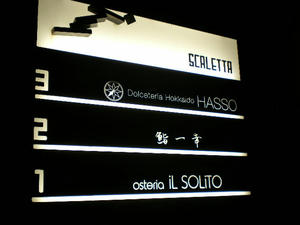 SCALETTA
3 Dolceteria Hokkaido HASSO
2 鮨一幸
1 osteria iL SOLiTO